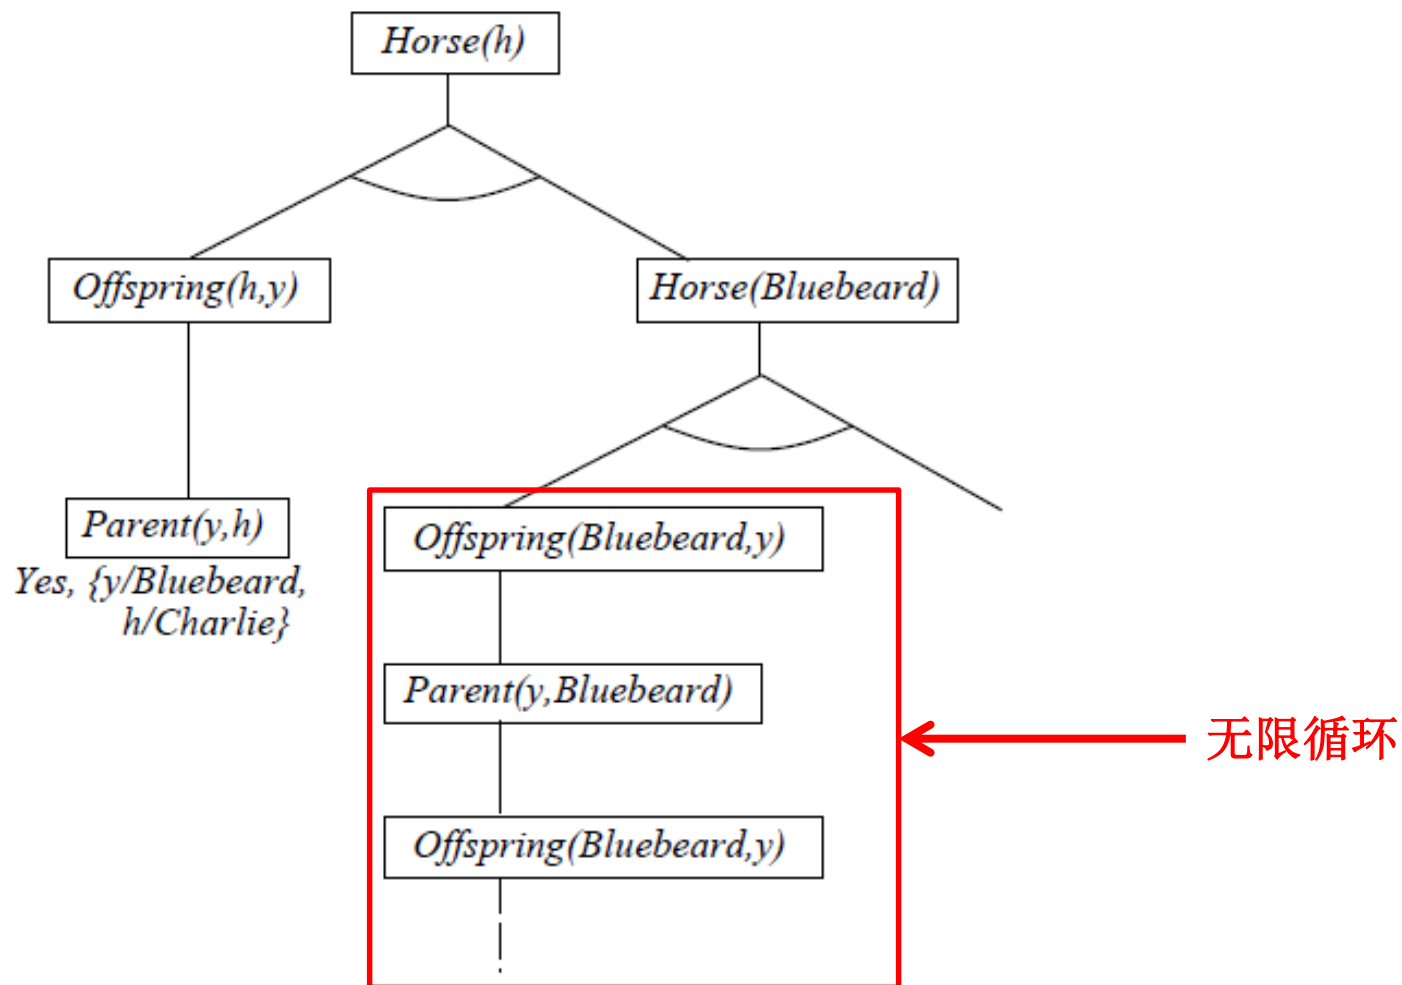 Horse(h)
Offspring(h,y)
Horse(Bluebeard)
Parent(y,h)
Yes, {y/Bluebeard,
h/Charlie}
Offspring(Bluebeard,y)
Parent(y,Bluebeard)
无限循环
Offspring(Bluebeard,y)